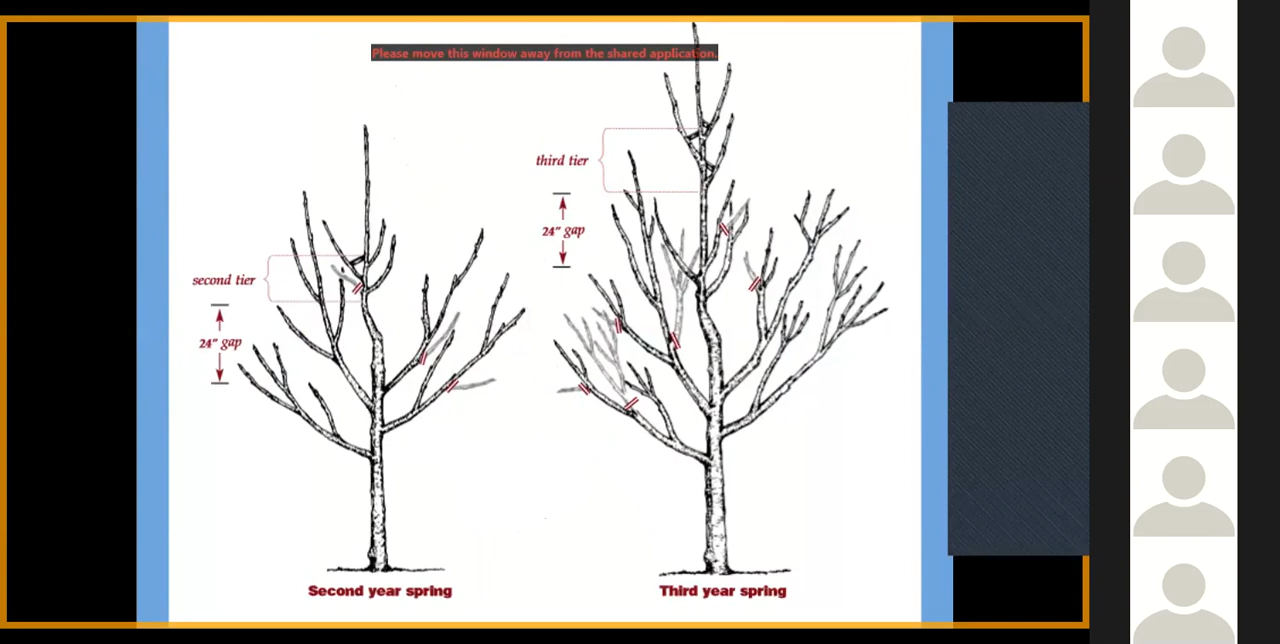 Please move this window away from the shared application.
third tier
24" gap
second tier
24" gap
Second year spring
Third year spring